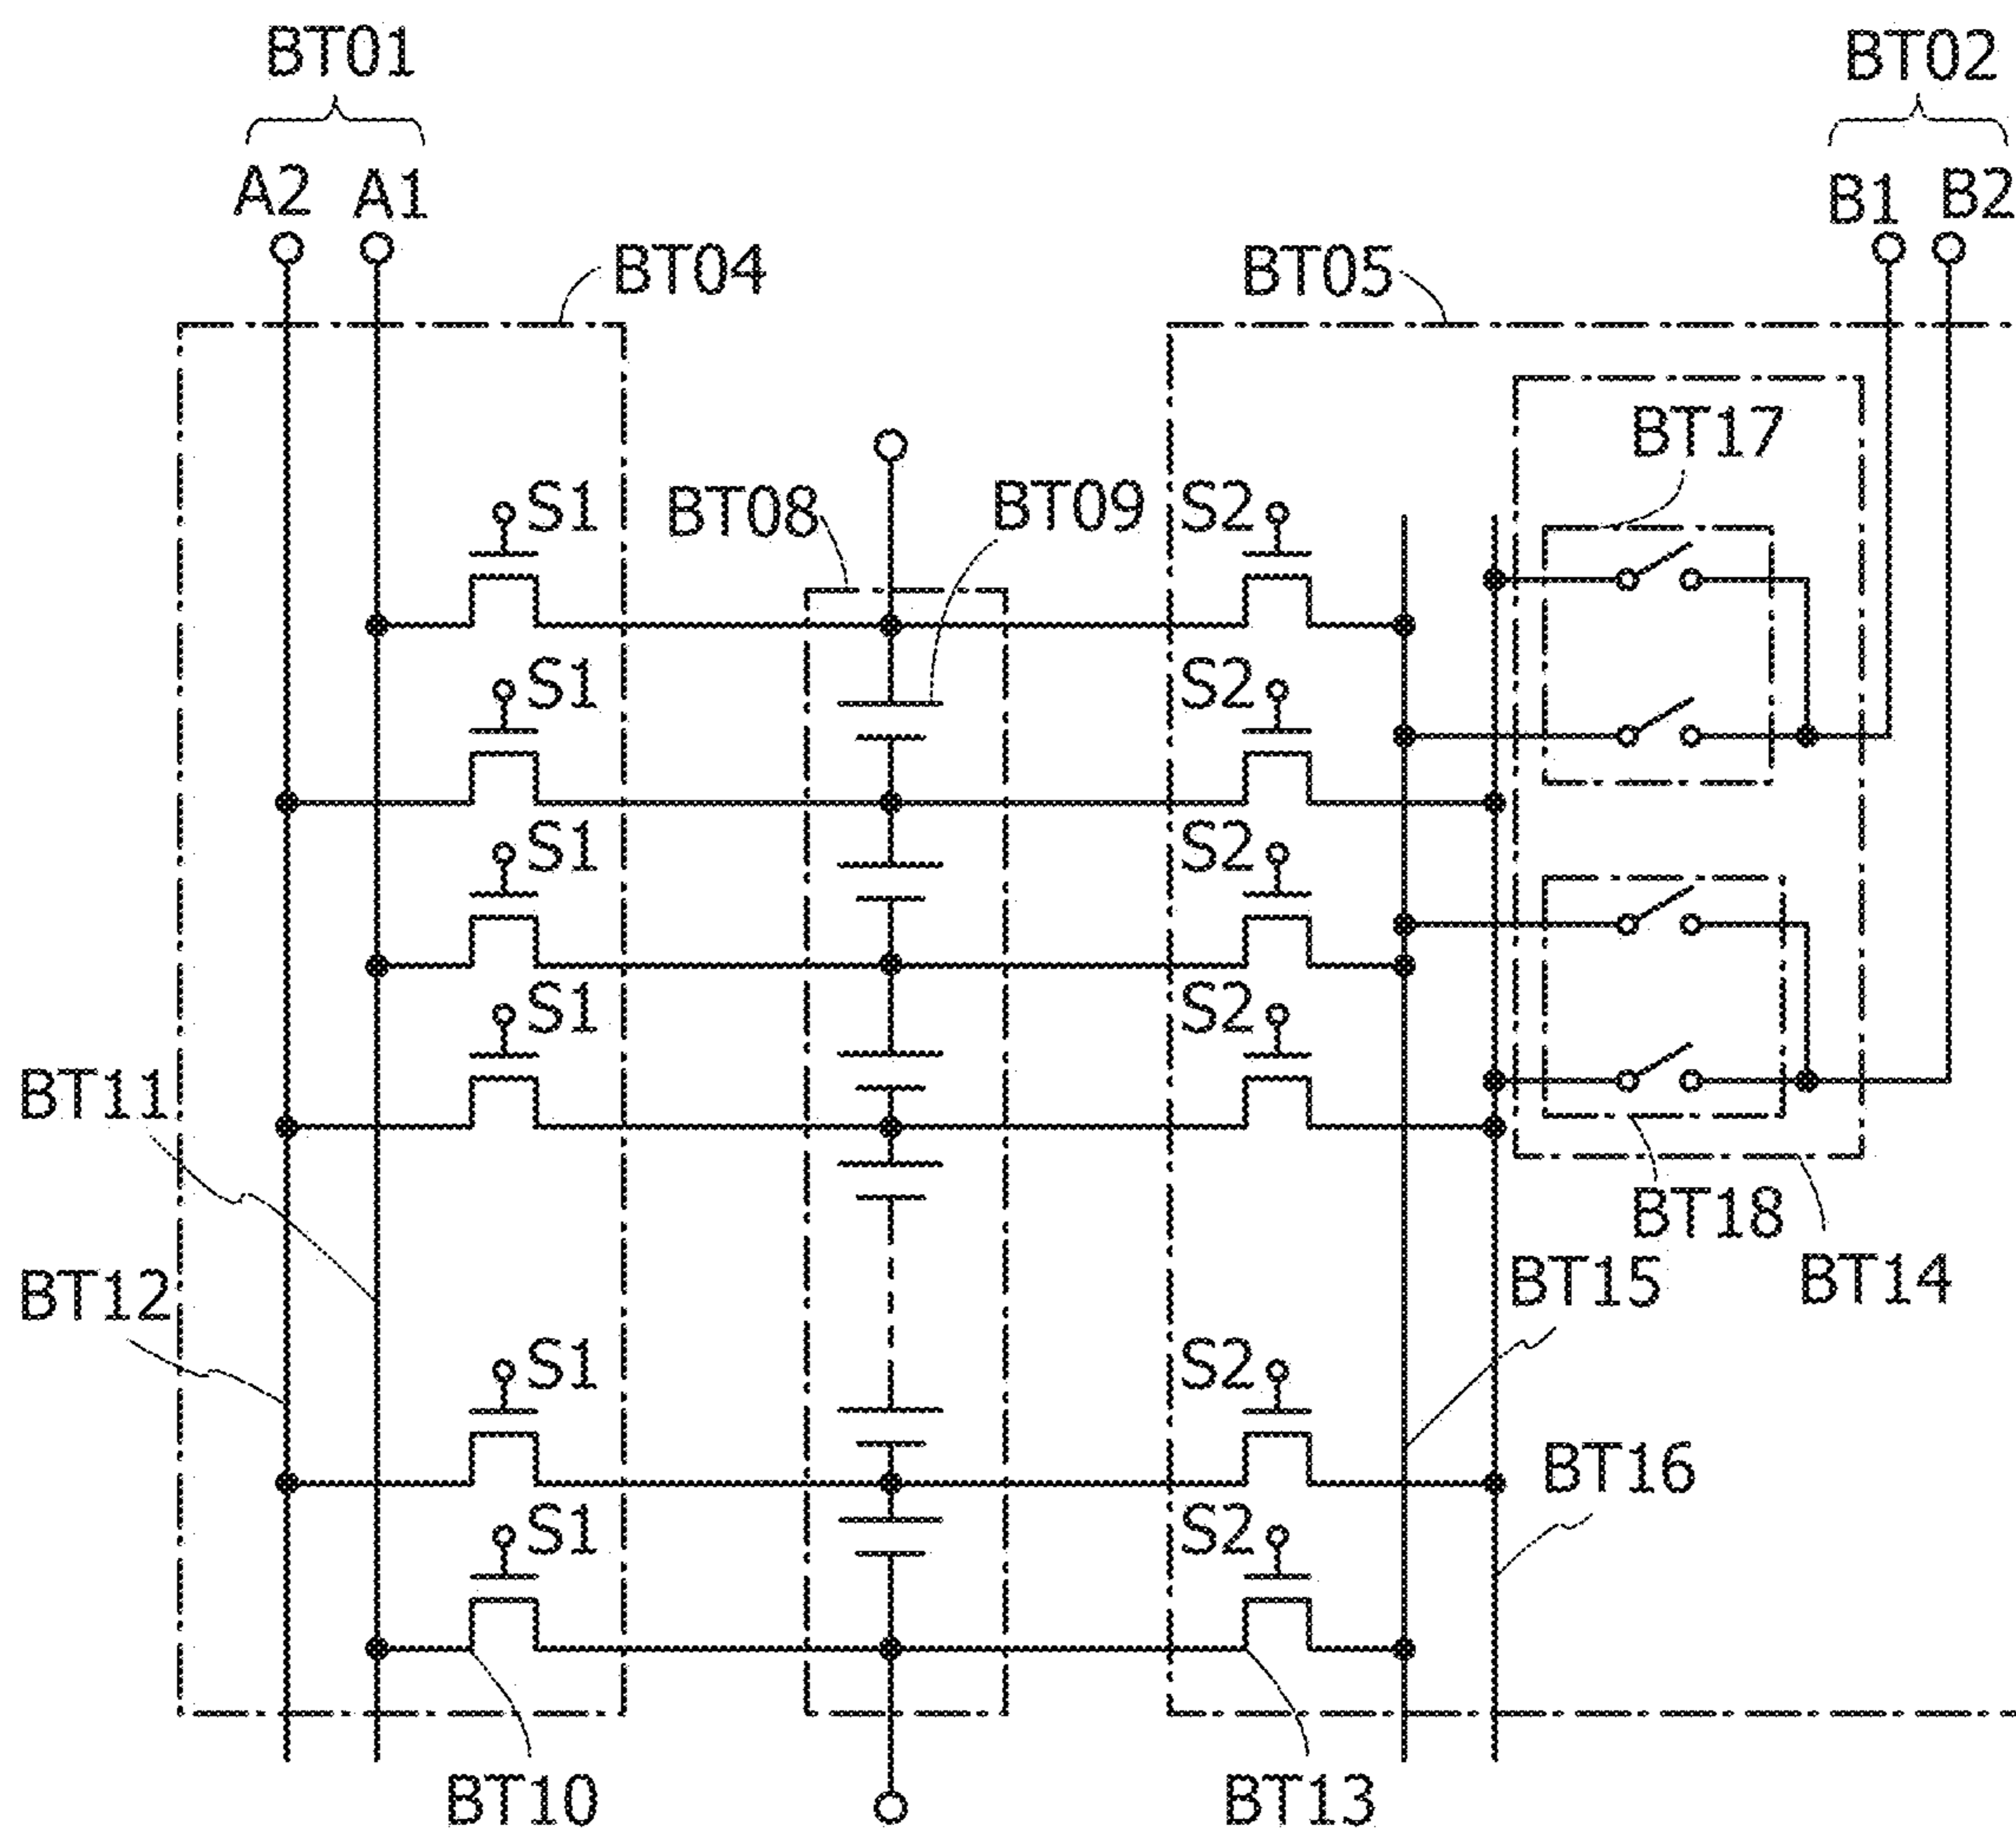 BT01
BT02
A2 A1
B1 B2
BT04
BT05
BT17
S1
BT08
BT09
S2
S1
S2
S1
S2
S1
S2
BT11
BT18
BT12
BT15
BT14
S1
S2
BT16
S1
S2
BT10
BT13